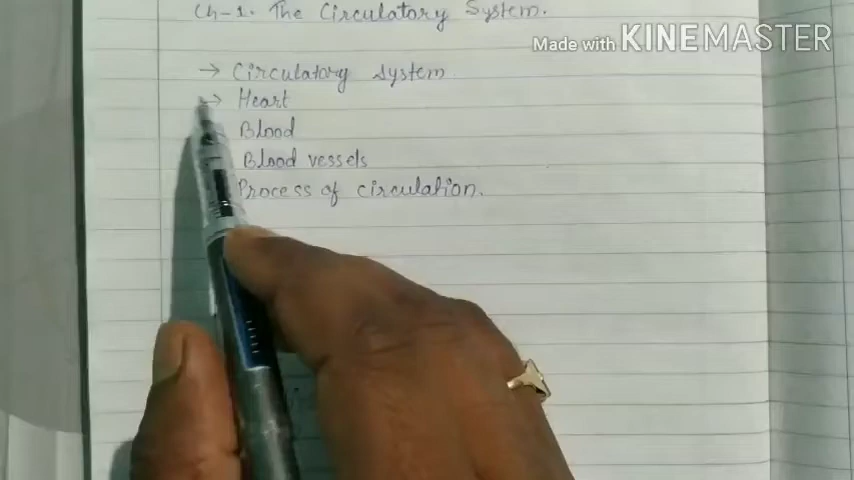 Ch-1. The Circulatory System.
Made with KINEMASTER
→ Circulatory System
→ Heart
Blood
Blood vessels
Process of circulation.